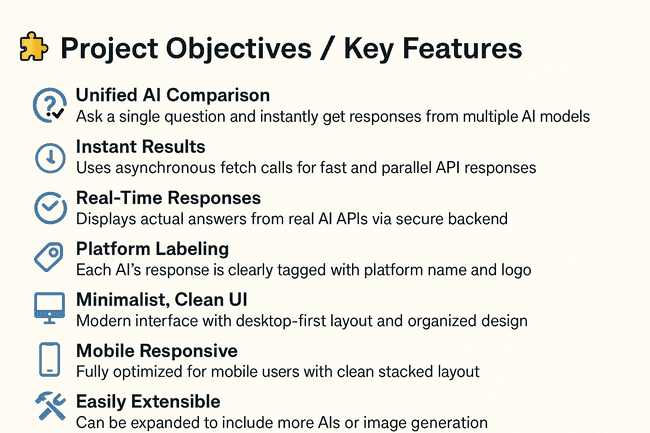 Project Objectives / Key Features
Unified AI Comparison
Ask a single question and instantly get responses from multiple AI models
Instant Results
Uses asynchronous fetch calls for fast and parallel API responses
Real-Time Responses
Displays actual answers from real AI APIs via secure backend
Platform Labeling
Each AI’s response is clearly tagged with platform name and logo
Minimalist, Clean UI
Modern interface with desktop-first layout and organized design
Mobile Responsive
Fully optimized for mobile users with clean stacked layout
Easily Extensible
Can be expanded to include more AIs or image generation